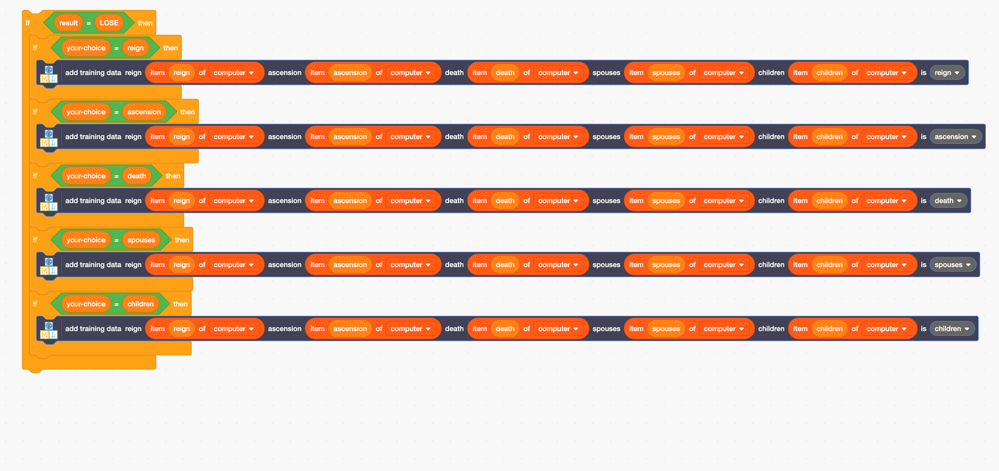 if result = LOSE then
if your-choice = reign then
ML add training data reign item reign of computer ascension item ascension of computer death item death of computer spouses item spouses of computer children item children of computer is reign
if your-choice = ascension then
ML add training data reign item reign of computer ascension item ascension of computer death item death of computer spouses item spouses of computer children item children of computer is ascension
if your-choice = death then
ML add training data reign item reign of computer ascension item ascension of computer death item death of computer spouses item spouses of computer children item children of computer is death
if your-choice = spouses then
ML add training data reign item reign of computer ascension item ascension of computer death item death of computer spouses item spouses of computer children item children of computer is spouses
if your-choice = children then
ML add training data reign item reign of computer ascension item ascension of computer death item death of computer spouses item spouses of computer children item children of computer is children